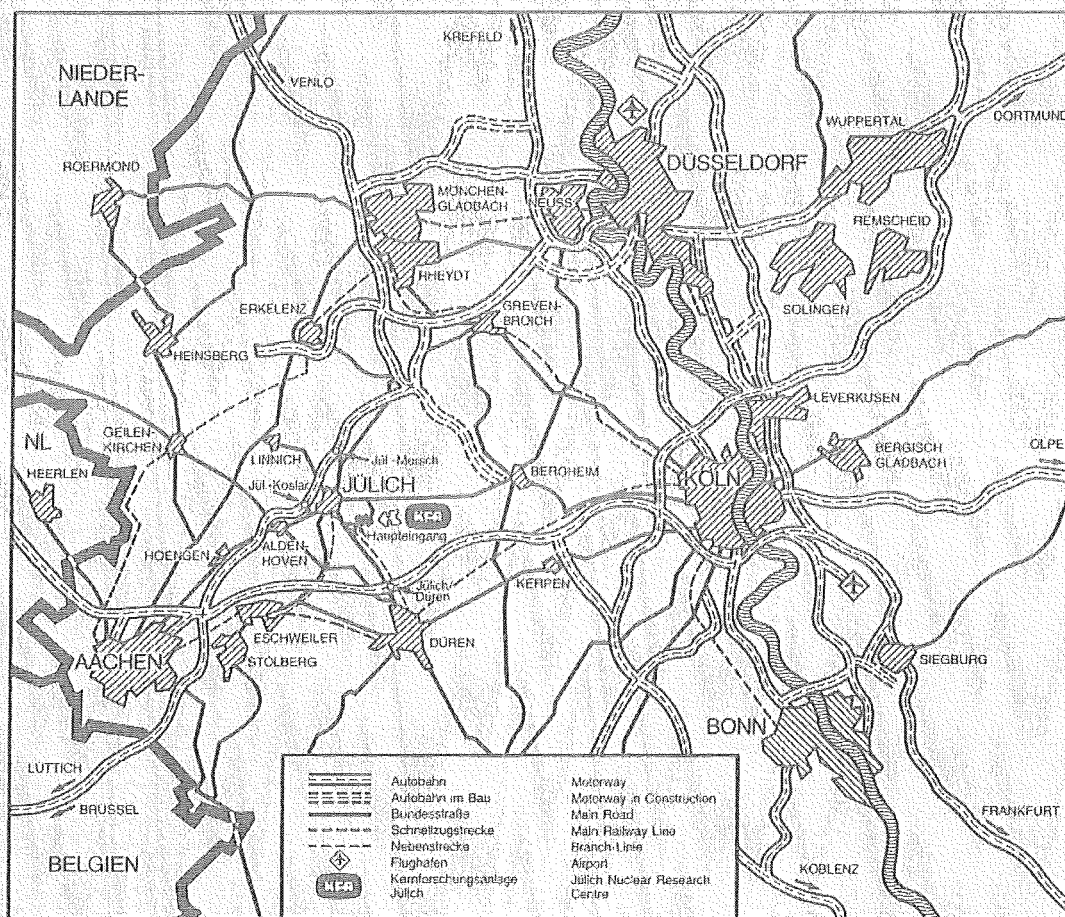 KREFELD
NIEDER-
LANDE
VENLO
DORTMUND
WUPPERTAL
DÜSSELDORF
ROERMOND
MÜNCHEN-
GLADBACH
NEUSS
REMSCHEID
RHEYDT
SOLINGEN
ERKELENZ
GREVEN-
BROICH
HEINSBERG
LEVERKUSEN
NL
GEILEN-
KIRCHEN
LINNICH
Jül.-Mersch
BERGHEIM
BERGISCH
GLADBACH
OLPE
HEERLEN
Jül.-Koslar
JÜLICH
KÖLN
KFA
Haupteingang
HOENGEN
ALDEN-
HOVEN
Jülich/
Düren
KERPEN
ESCHWEILER
DÜREN
AACHEN
STOLBERG
SIEGBURG
BONN
LÜTTICH
BRÜSSEL
FRANKFURT
BELGIEN
KOBLENZ
Autobahn Motorway
Autobahn im Bau Motorway in Construction
Bundesstraße Main Road
Schnellzugstrecke Main Railway Line
Nebenstrecke Branch-Line
Flughafen Airport
KFA Kernforschungsanlage Jülich Nuclear Research
Jülich Centre